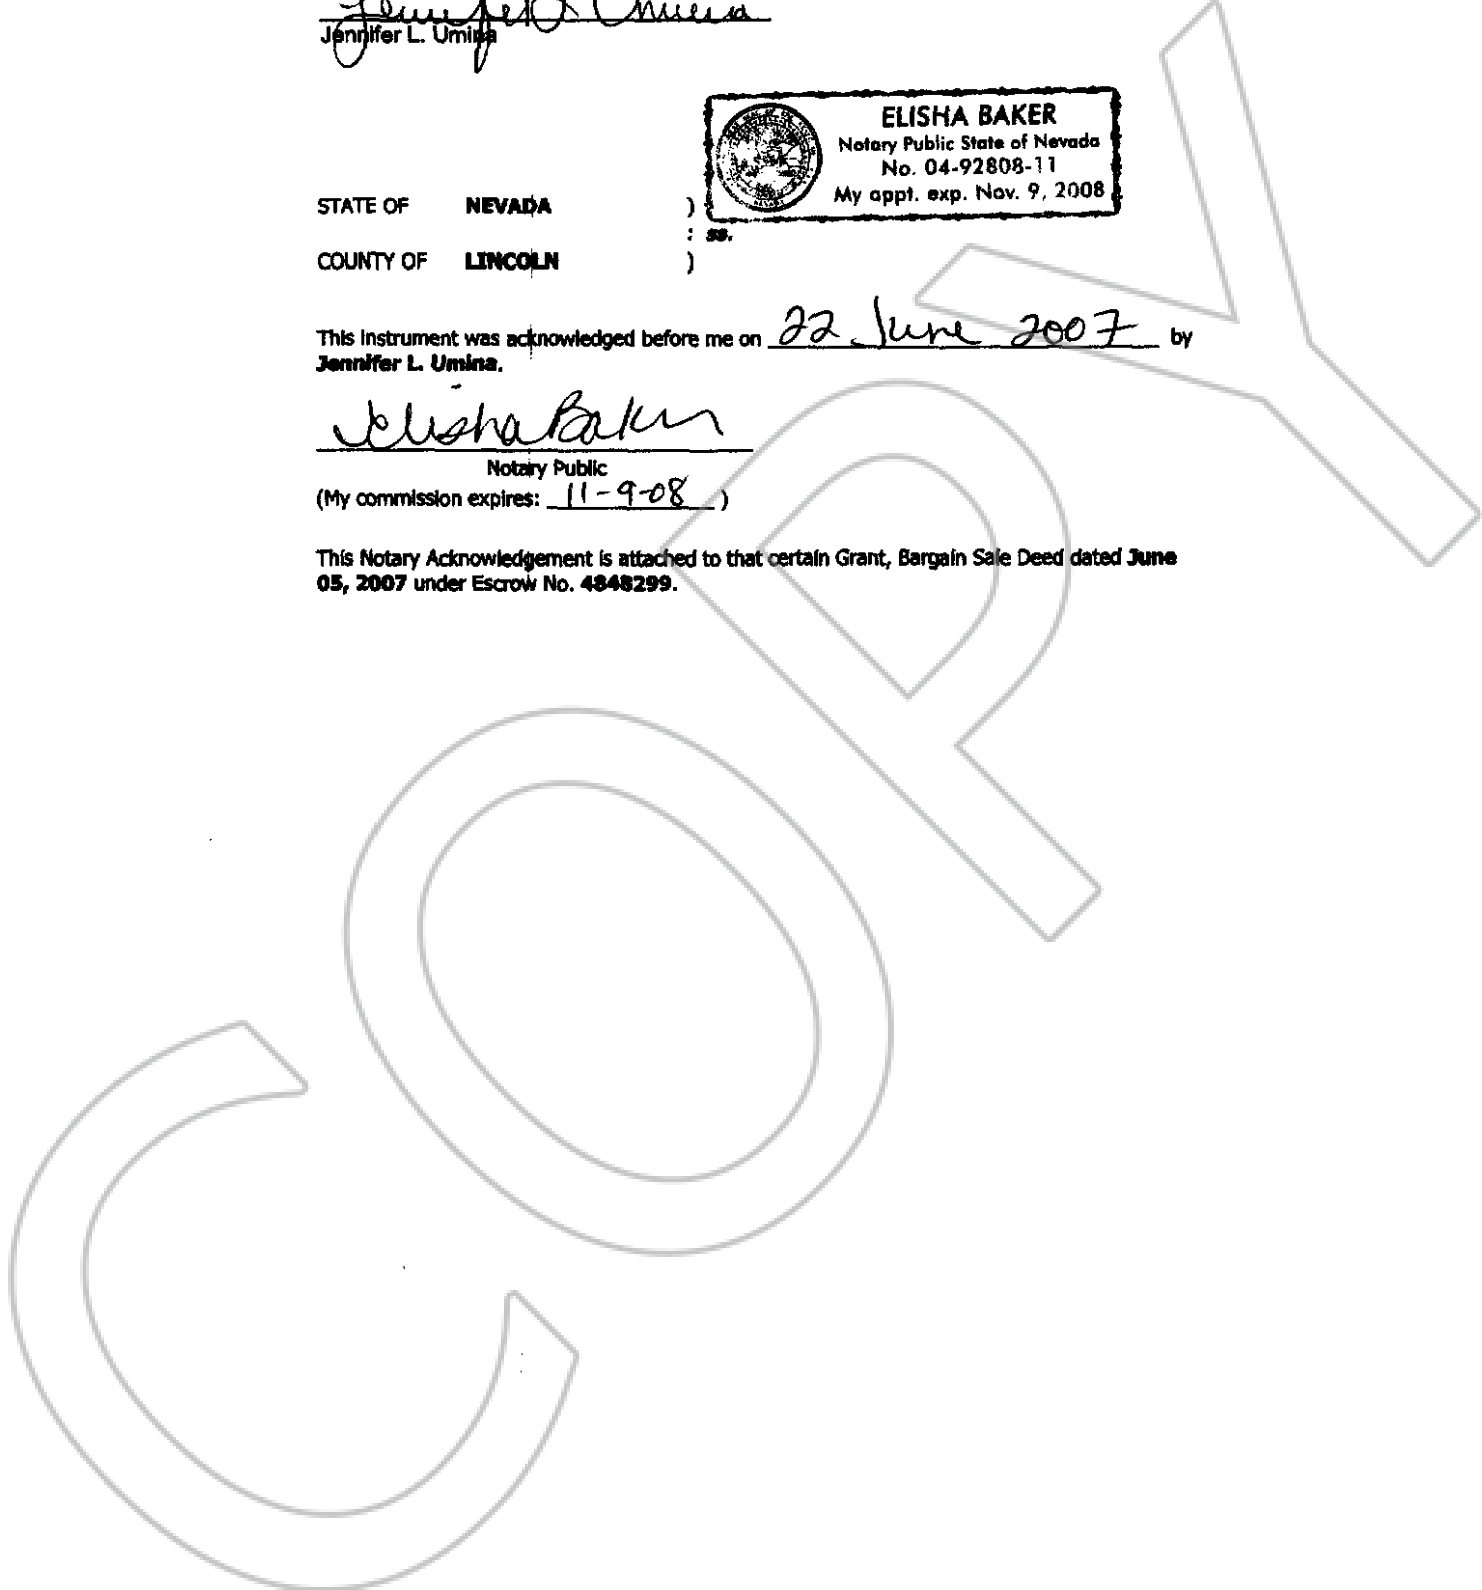 Jennifer L. Umina
Jennifer L. Umina
ELISHA BAKER
Notary Public State of Nevada
No. 04-92808-11
My appt. exp. Nov. 9, 2008
STATE OF NEVADA )
: ss.
COUNTY OF LINCOLN )
This instrument was acknowledged before me on 22 June 2007 by
Jennifer L. Umina.
Elisha Baker
Notary Public
(My commission expires: 11-9-08 )
This Notary Acknowledgement is attached to that certain Grant, Bargain Sale Deed dated June
05, 2007 under Escrow No. 4848299.
COPY